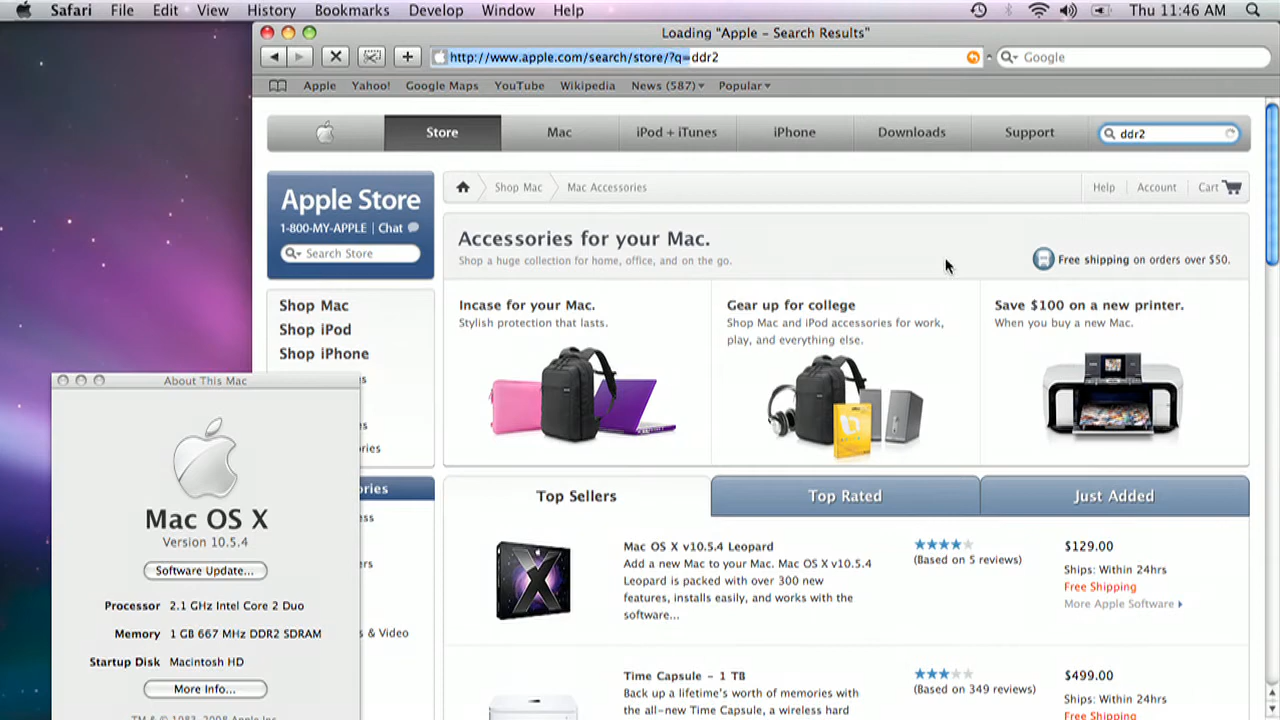 Safari File Edit View History Bookmarks Develop Window Help Thu 11:46 AM
Loading "Apple – Search Results"
http://www.apple.com/search/store/?q=ddr2
Google
Apple Yahoo! Google Maps YouTube Wikipedia News (587) Popular
Store Mac iPod + iTunes iPhone Downloads Support ddr2
Apple Store
1-800-MY-APPLE | Chat
Search Store
Shop Mac Mac Accessories Help Account Cart
Accessories for your Mac.
Shop a huge collection for home, office, and on the go.
Free shipping on orders over $50.
Shop Mac
Shop iPod
Shop iPhone
Incase for your Mac.
Stylish protection that lasts.
Gear up for college
Shop Mac and iPod accessories for work,
play, and everything else.
Save $100 on a new printer.
When you buy a new Mac.
ries
ories
ss
ers
s & Video
Top Sellers Top Rated Just Added
Mac OS X v10.5.4 Leopard
Add a new Mac to your Mac. Mac OS X v10.5.4
Leopard is packed with over 300 new
features, installs easily, and works with the
software...
(Based on 5 reviews)
$129.00
Ships: Within 24hrs
Free Shipping
More Apple Software
Time Capsule – 1 TB
Back up a lifetime's worth of memories with
the all-new Time Capsule, a wireless hard
(Based on 349 reviews)
$499.00
Ships: Within 24hrs
Free Shipping
About This Mac
Mac OS X
Version 10.5.4
Software Update...
Processor 2.1 GHz Intel Core 2 Duo
Memory 1 GB 667 MHz DDR2 SDRAM
Startup Disk Macintosh HD
More Info...
TM & © 1983–2008 Apple Inc.